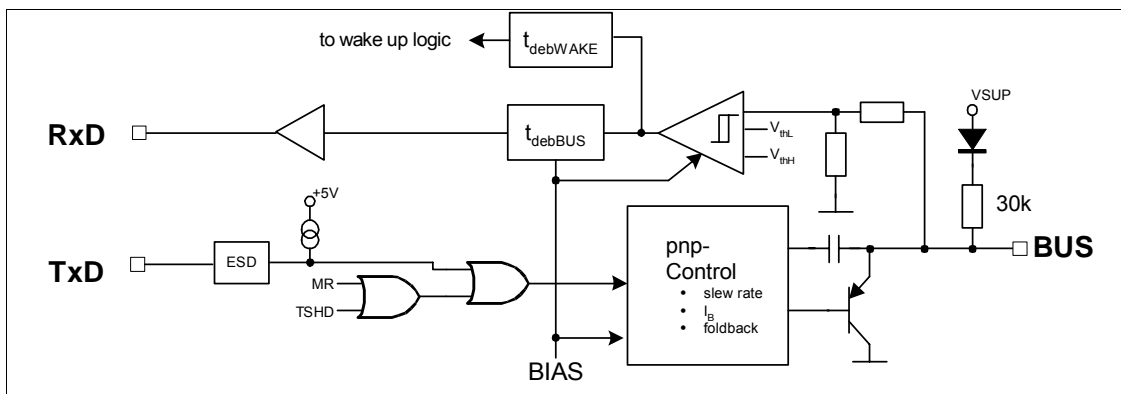 to wake up logic
tdebWAKE
VSUP
RxD
tdebBUS
VthL
VthH
+5V
30k
BUS
TxD
ESD
MR
TSHD
pnp-
Control
• slew rate
• IB
• foldback
BIAS